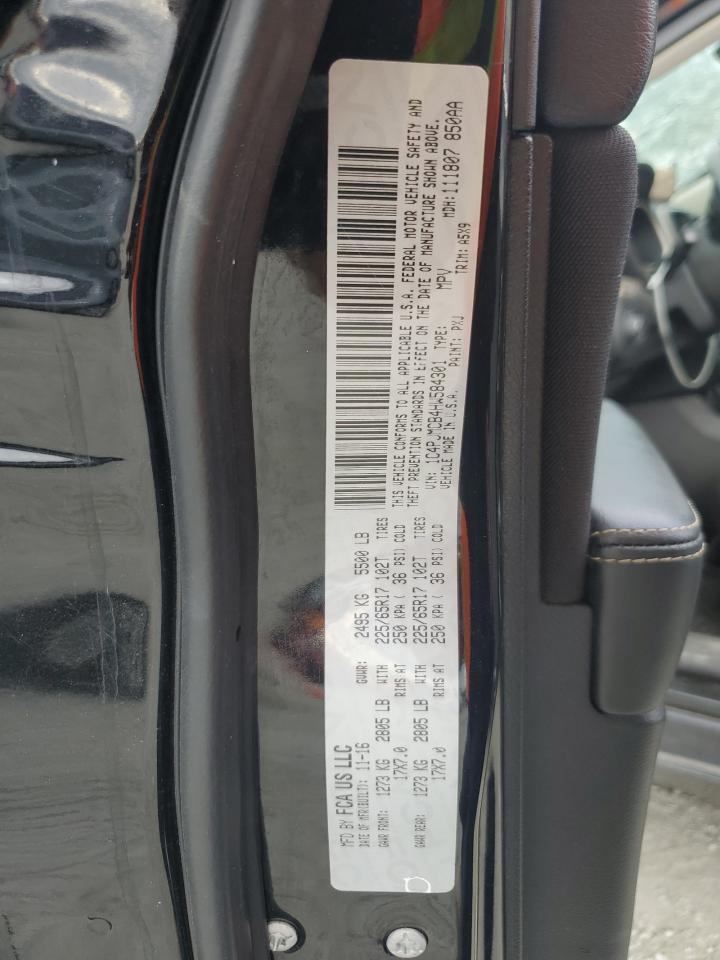 MFD BY FCA US LLC
DATE OF MFR(BUILT): 11-16 GVWR: 2495 KG 5500 LB
GAWR FRONT: 1273 KG 2805 LB WITH 225/65R17 102T TIRES
17X7.0 RIMS AT 250 KPA ( 36 PSI) COLD
GAWR REAR: 1273 KG 2805 LB WITH 225/65R17 102T TIRES
17X7.0 RIMS AT 250 KPA ( 36 PSI) COLD
THIS VEHICLE CONFORMS TO ALL APPLICABLE U.S.A. FEDERAL MOTOR VEHICLE SAFETY AND
THEFT PREVENTION STANDARDS IN EFFECT ON THE DATE OF MANUFACTURE SHOWN ABOVE.
VIN: 1C4PJMCB4HW584301 TYPE: MPV MDH: 111807 850AA
VEHICLE MADE IN U.S.A. PAINT: PXJ TRIM: A5X9